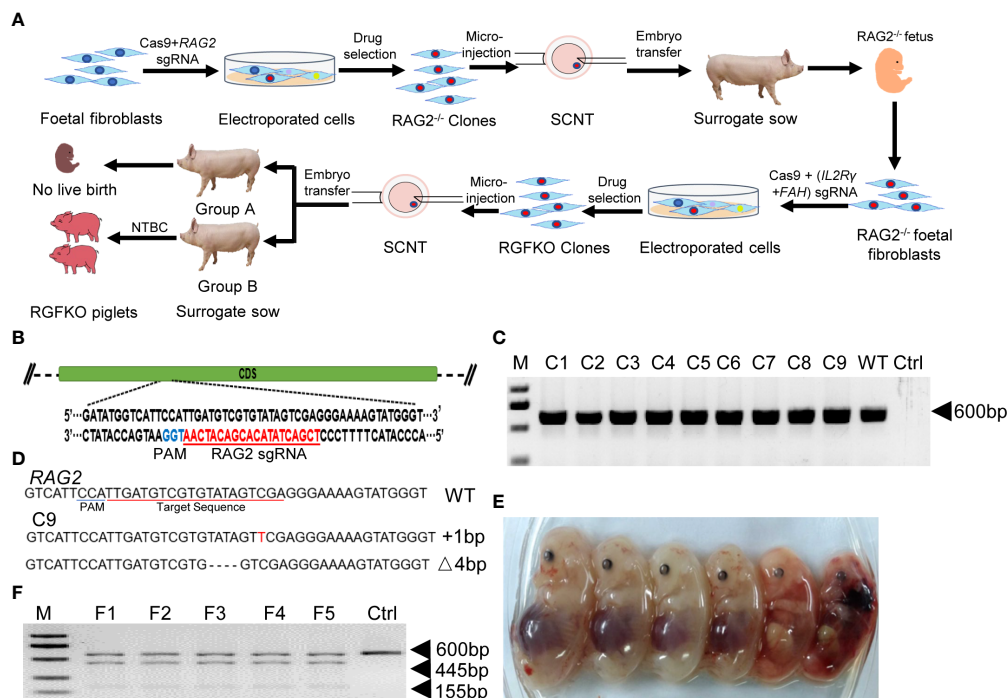 A
Cas9+RAG2 sgRNA
Drug selection
Micro-injection
Embryo transfer
RAG2-/- fetus
Foetal fibroblasts
Electroporated cells
RAG2-/- Clones
SCNT
Surrogate sow
No live birth
Group A
Embryo transfer
Micro-injection
Drug selection
Cas9 + (IL2Rγ +FAH) sgRNA
NTBC
SCNT
RGFKO Clones
Electroporated cells
RAG2-/- foetal fibroblasts
Group B
RGFKO piglets
Surrogate sow
B
CDS
5'···GATATGGTCATTCCATTGATGTCGTGTATAGTCGAGGGAAAAGTATGGGT···3'
3'···CTATACCAGTAAGGTAACTACAGCACATATCAGCTCCCTTTTCATACCCA···5'
PAM RAG2 sgRNA
C
M C1 C2 C3 C4 C5 C6 C7 C8 C9 WT Ctrl
600bp
D
RAG2
GTCATTCCATTGATGTCGTGTATAGTCGAGGGAAAAGTATGGGT WT
PAM Target Sequence
C9
GTCATTCCATTGATGTCGTGTATAGTTCGAGGGAAAAGTATGGGT +1bp
GTCATTCCATTGATGTCGTG----GTCGAGGGAAAAGTATGGGT △4bp
E
F
M F1 F2 F3 F4 F5 Ctrl
600bp
445bp
155bp